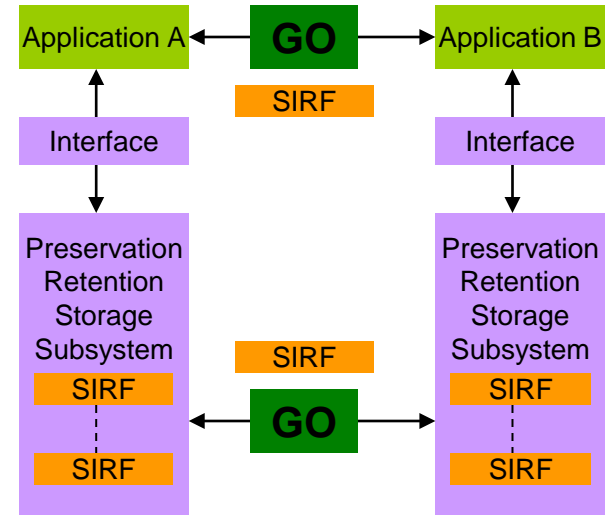 Application A
GO
Application B
SIRF
Interface
Interface
Preservation
Retention
Storage
Subsystem
SIRF
SIRF
SIRF
GO
Preservation
Retention
Storage
Subsystem
SIRF
SIRF